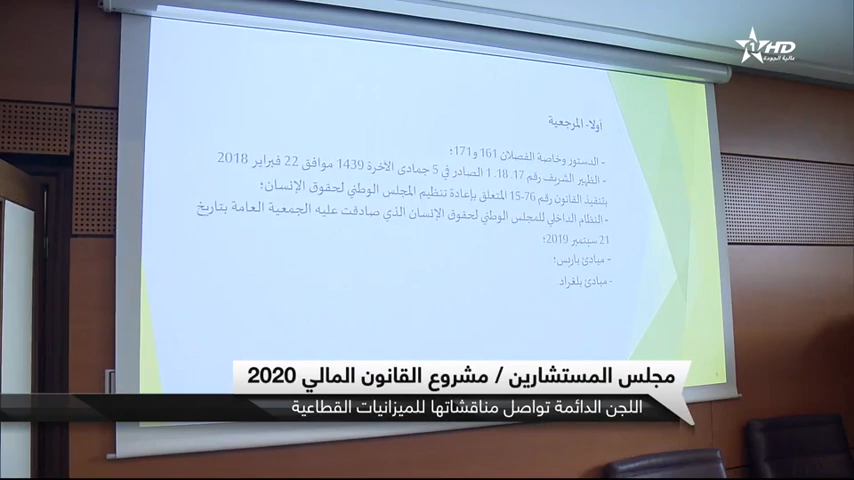 HD
عالية الجودة
أولا- المرجعية
- الدستور وخاصة الفصلان 161 و171؛
- الظهير الشريف رقم 17. 18. 1 الصادر في 5 جمادى الآخرة 1439 موافق 22 فبراير 2018
بتنفيذ القانون رقم 76-15 المتعلق بإعادة تنظيم المجلس الوطني لحقوق الإنسان؛
- النظام الداخلي للمجلس الوطني لحقوق الإنسان الذي صادقت عليه الجمعية العامة بتاريخ
21 سبتمبر 2019؛
- مبادئ باريس؛
- مبادئ بلغراد
مجلس المستشارين / مشروع القانون المالي 2020
اللجن الدائمة تواصل مناقشاتها للميزانيات القطاعية